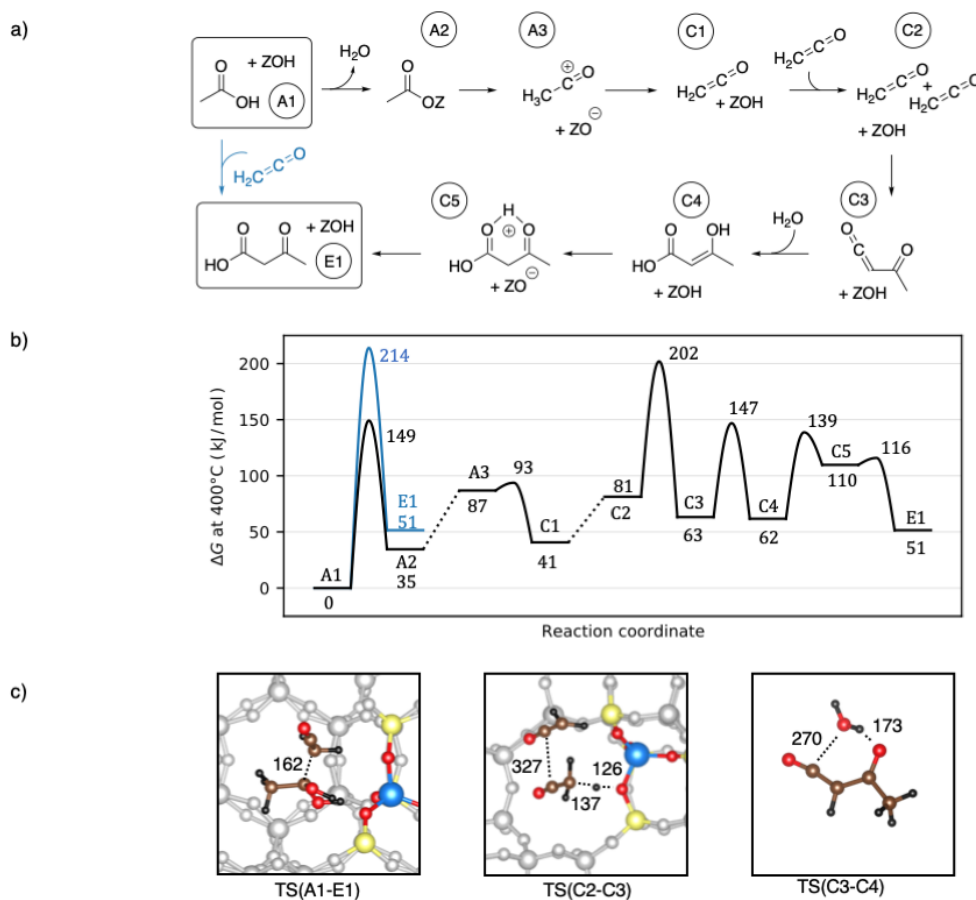 a)
H₂O
A2
A3
C1
C2
+ ZOH
O
OH
A1
O
OZ
H₃C
C
O
⊕
+ ZO⊖
H₂C=C=O
+ ZOH
H₂C=C=O
H₂C=C=O
+
H₂C=C=O
+ ZOH
H₂C=C=O
C5
C4
C3
O O
+ ZOH
HO
E1
H
O O
⊕
HO
+ ZO⊖
O OH
HO
+ ZOH
H₂O
O
C
O
+ ZOH
b)
ΔG at 400°C (kJ/mol)
200
150
100
50
0
214
149
202
147
139
116
93
A1
0
E1
51
A2
35
A3
87
C1
41
81
C2
C3
63
C4
62
C5
110
E1
51
Reaction coordinate
c)
162
327
126
137
270
173
TS(A1-E1)
TS(C2-C3)
TS(C3-C4)